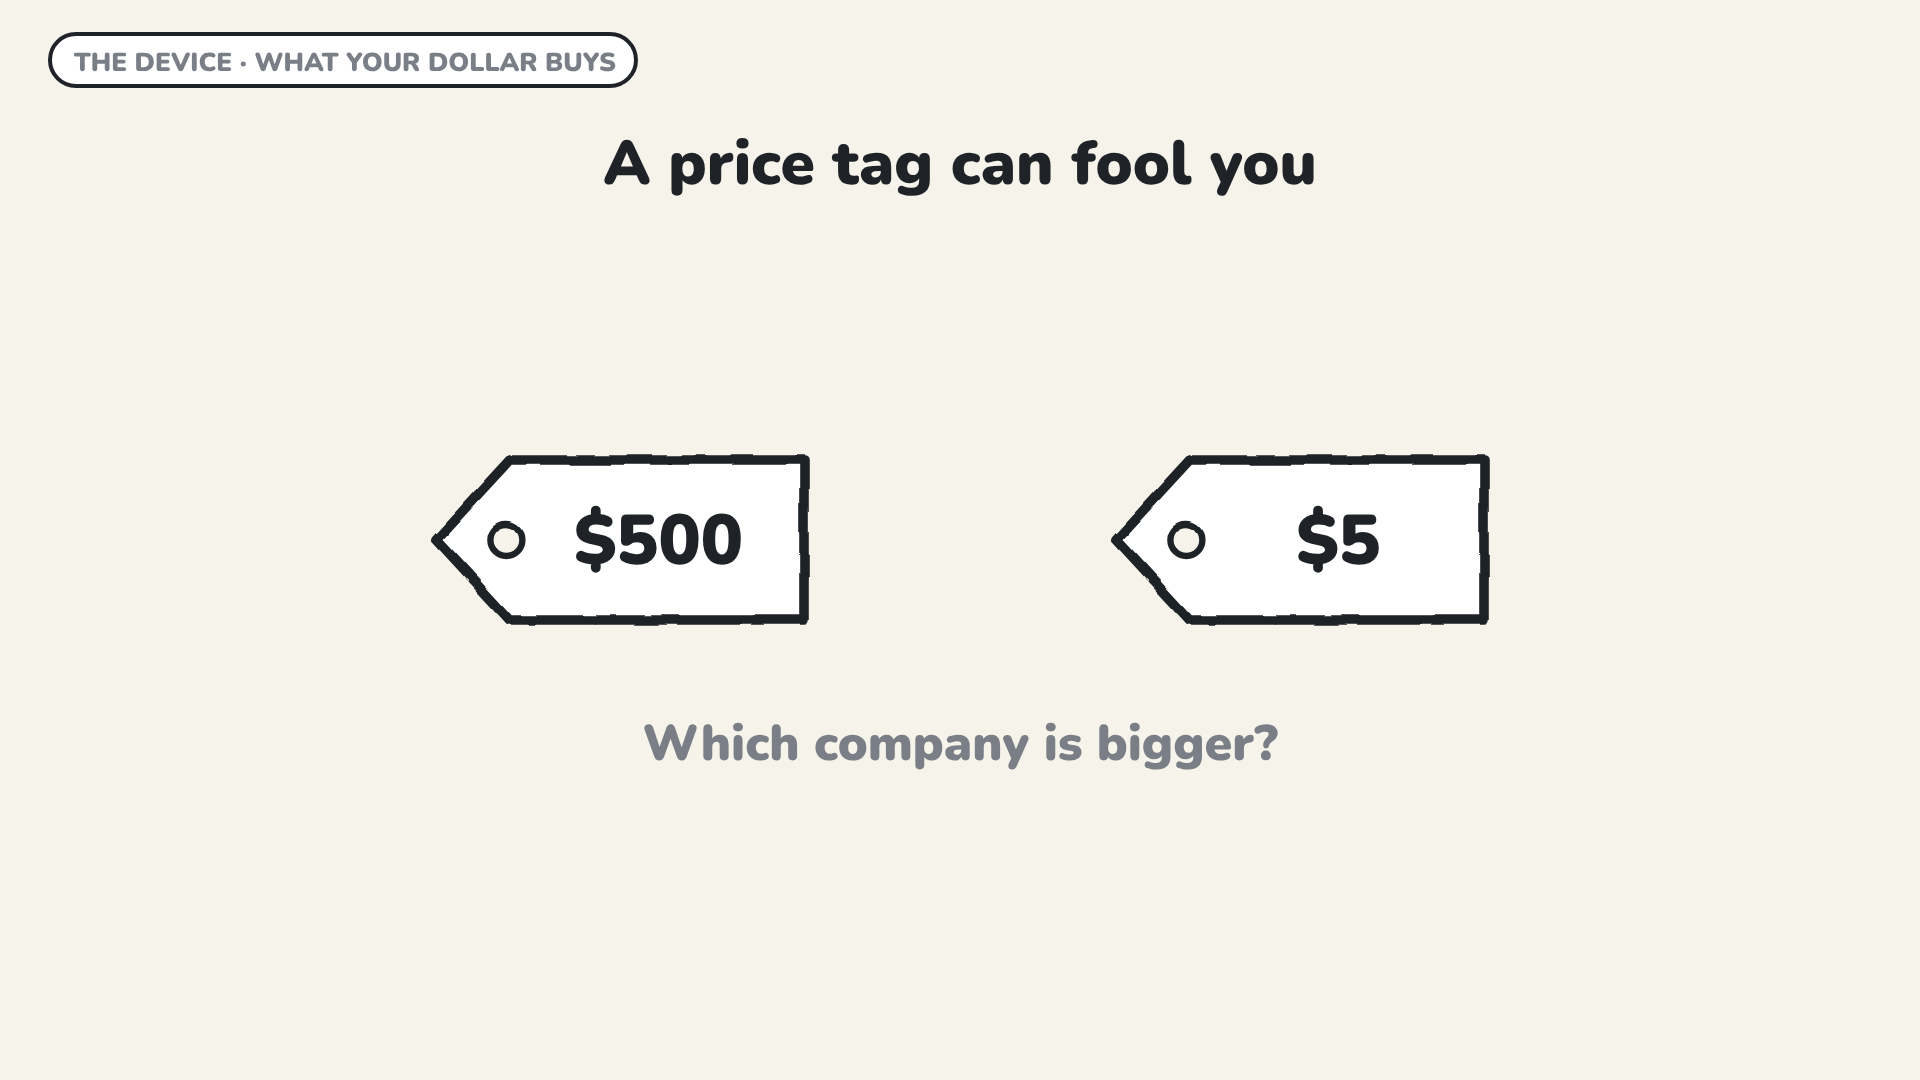 THE DEVICE · WHAT YOUR DOLLAR BUYS
A price tag can fool you
$500
$5
Which company is bigger?